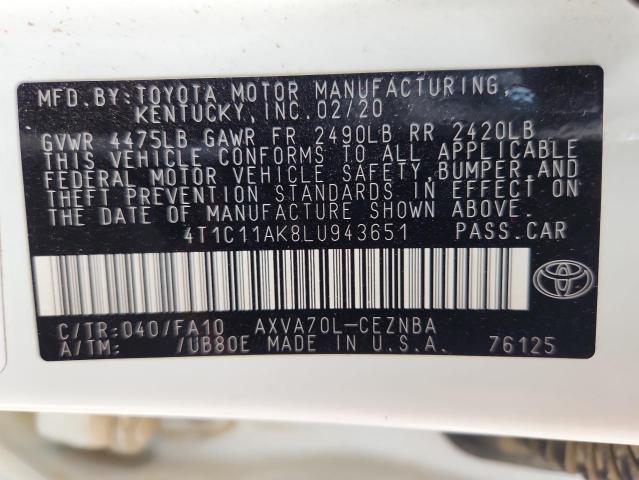 MFD.BY:TOYOTA MOTOR MANUFACTURING,
KENTUCKY, INC. 02/20
GVWR 4475LB GAWR FR 2490LB RR 2420LB
THIS VEHICLE CONFORMS TO ALL APPLICABLE
FEDERAL MOTOR VEHICLE SAFETY, BUMPER, AND
THEFT PREVENTION STANDARDS IN EFFECT ON
THE DATE OF MANUFACTURE SHOWN ABOVE.
4T1C11AK8LU943651 PASS.CAR
C/TR:040/FA10 AXVA70L-CEZNBA
A/TM: /UB80E MADE IN U.S.A. 76125